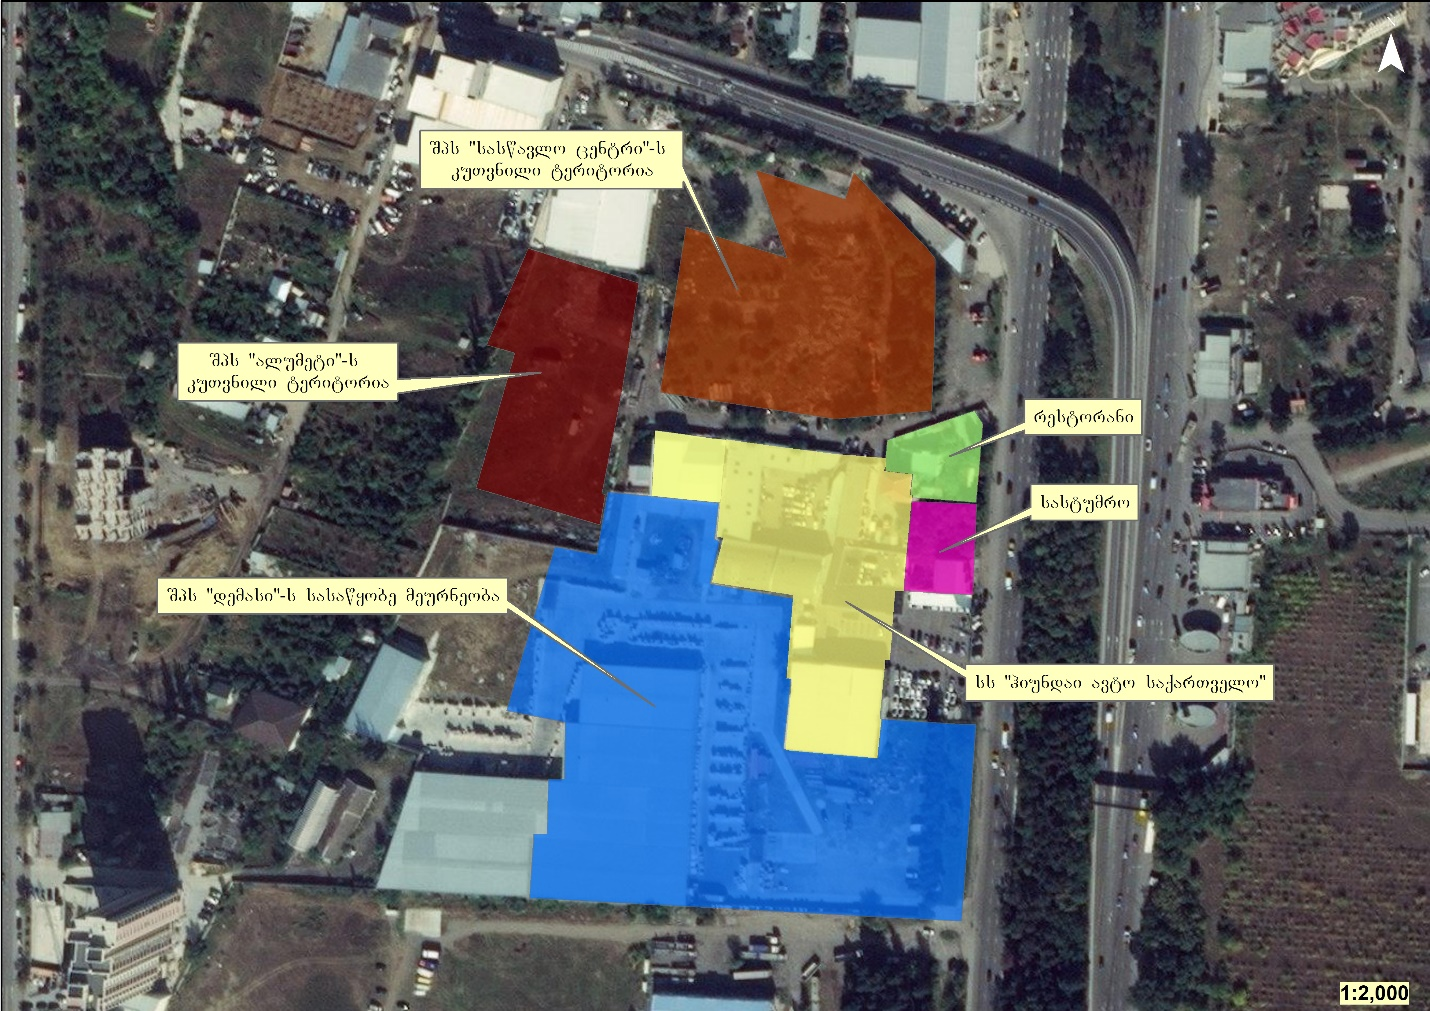 N
შპს "სასწავლო ცენტრი"-ს
კუთვნილი ტერიტორია
შპს "ალუმეტი"-ს
კუთვნილი ტერიტორია
რესტორანი
სასტუმრო
შპს "დემასი"-ს სასაწყობე მეურნეობა
სს "ჰიუნდაი ავტო საქართველო"
1:2,000